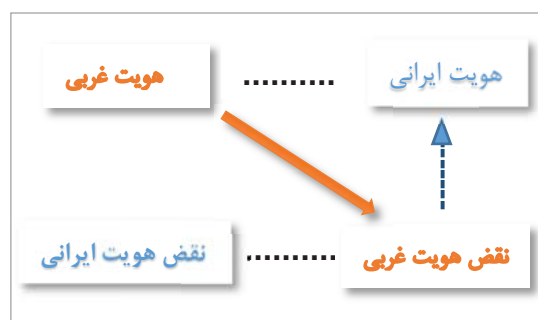 هویت ایرانی
هویت غربی
نقض هویت غربی
نقض هویت ایرانی